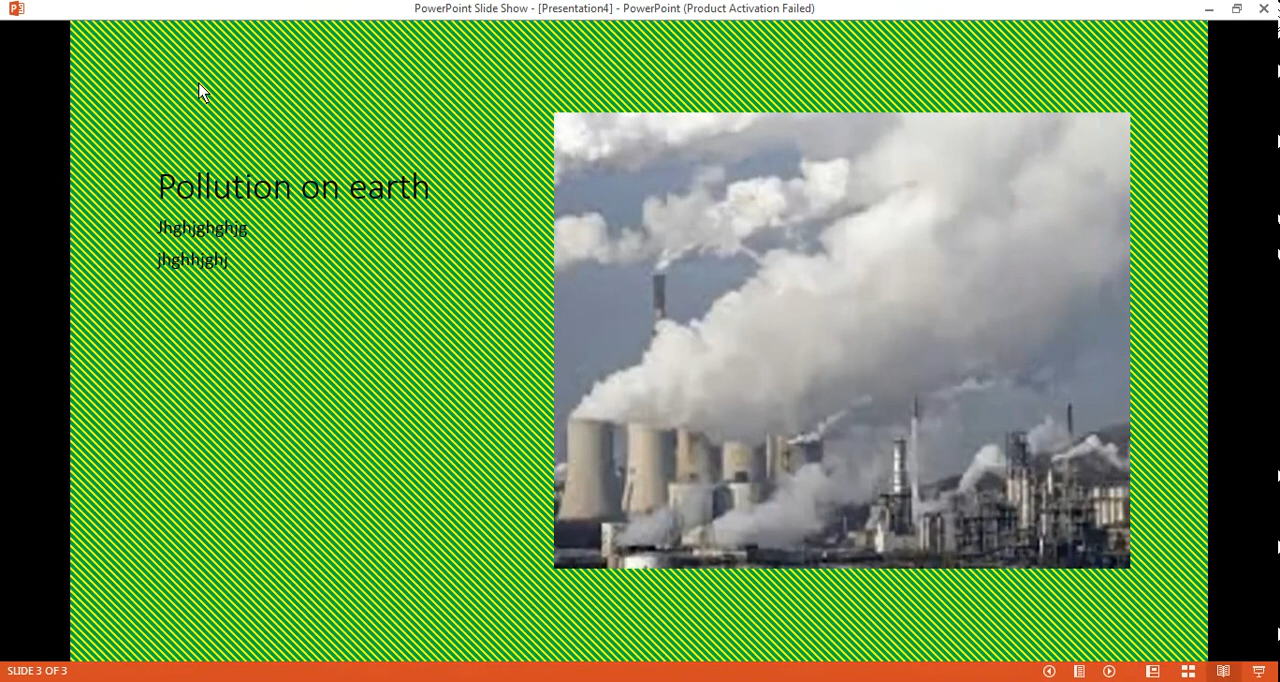 PowerPoint Slide Show - [Presentation4] - PowerPoint (Product Activation Failed)
Pollution on earth
Jhghjghghjg
jhghhjghj
SLIDE 3 OF 3